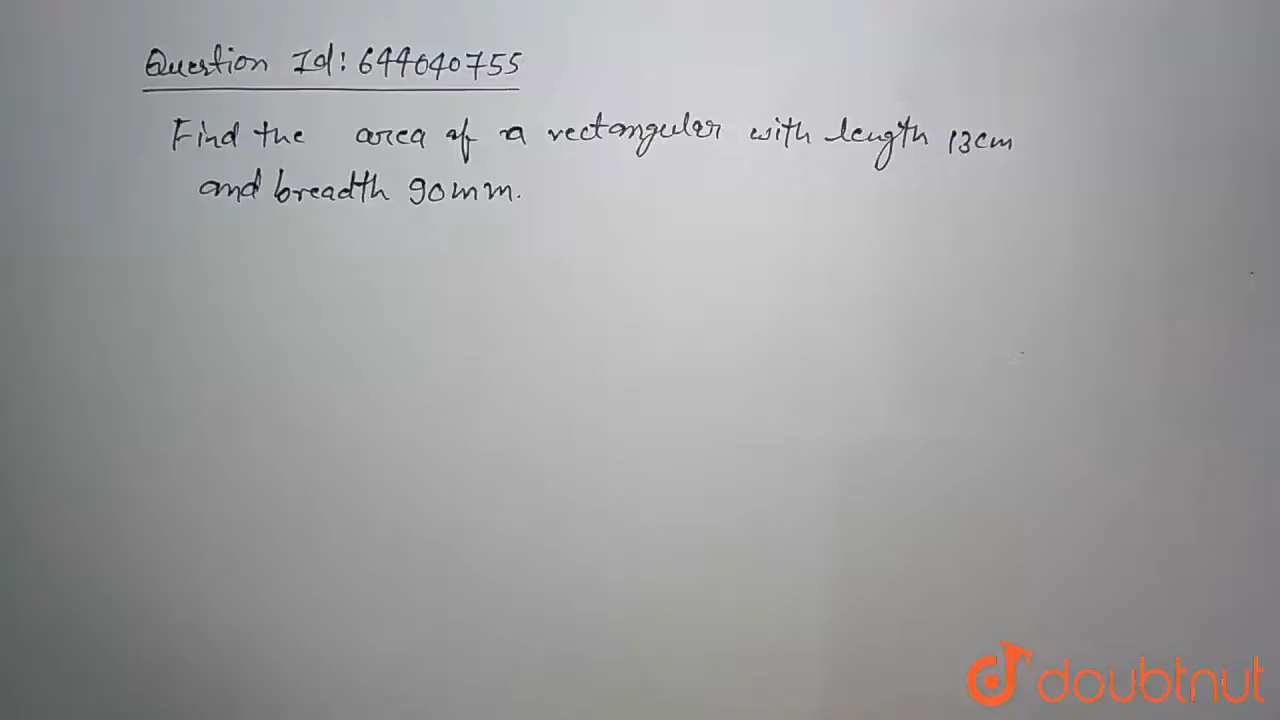 Question Id: 644040755
Find the area of a rectangular with length 13cm
and breadth 90mm.
doubtnut